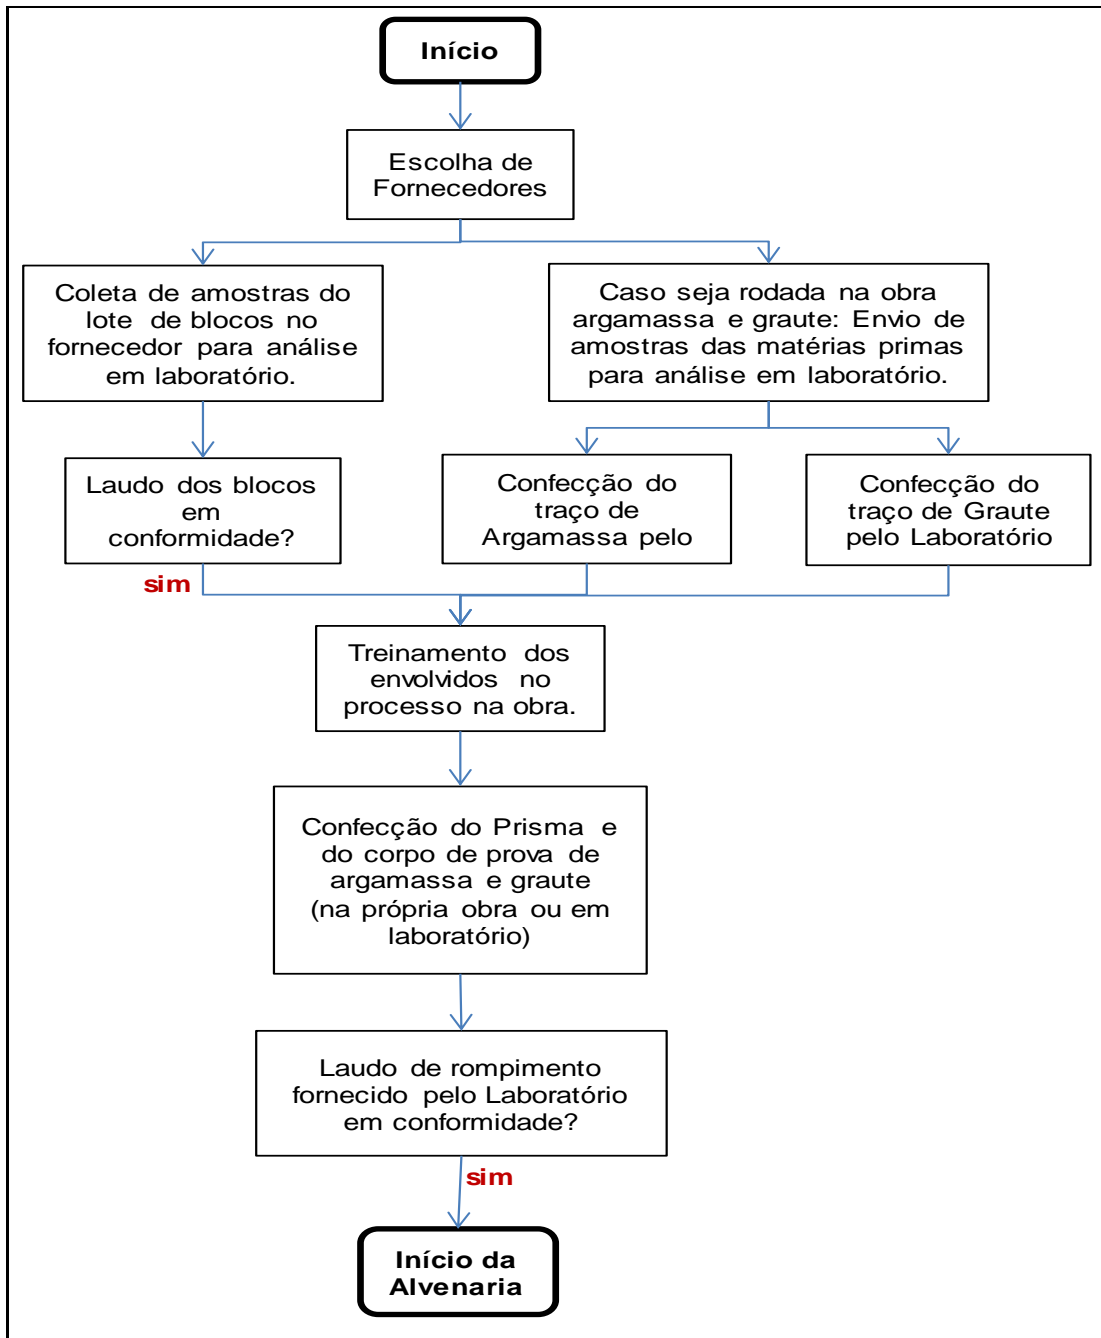 Início
Escolha de
Fornecedores
Coleta de amostras do
lote de blocos no
fornecedor para análise
em laboratório.
Caso seja rodada na obra
argamassa e graute: Envio de
amostras das matérias primas
para análise em laboratório.
Laudo dos blocos
em
conformidade?
sim
Confecção do
traço de
Argamassa pelo
Confecção do
traço de Graute
pelo Laboratório
Treinamento dos
envolvidos no
processo na obra.
Confecção do Prisma e
do corpo de prova de
argamassa e graute
(na própria obra ou em
laboratório)
Laudo de rompimento
fornecido pelo Laboratório
em conformidade?
sim
Início da
Alvenaria